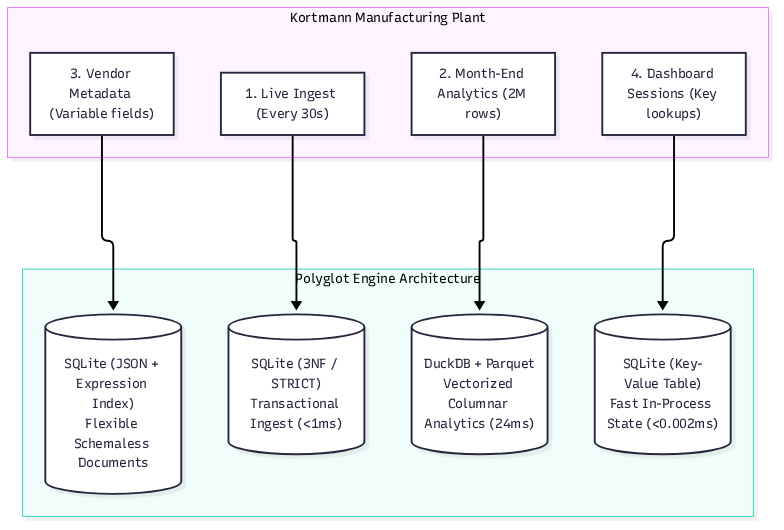 Kortmann Manufacturing Plant
3. Vendor
Metadata
(Variable fields)
1. Live Ingest
(Every 30s)
2. Month-End
Analytics (2M
rows)
4. Dashboard
Sessions (Key
lookups)
Polyglot Engine Architecture
SQLite (JSON +
Expression
Index)
Flexible
Schemaless
Documents
SQLite (3NF /
STRICT)
Transactional
Ingest (<1ms)
DuckDB + Parquet
Vectorized
Columnar
Analytics (24ms)
SQLite (Key-
Value Table)
Fast In-Process
State (<0.002ms)